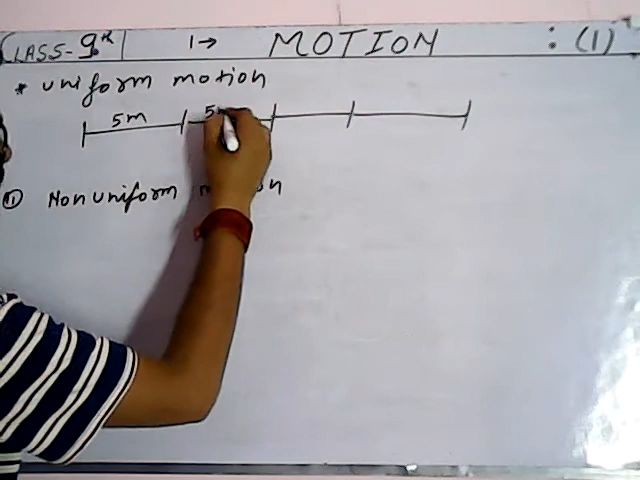 CLASS-9th 1→ MOTION : (1)
* uniform motion
5m 5
(ii) Nonuniform